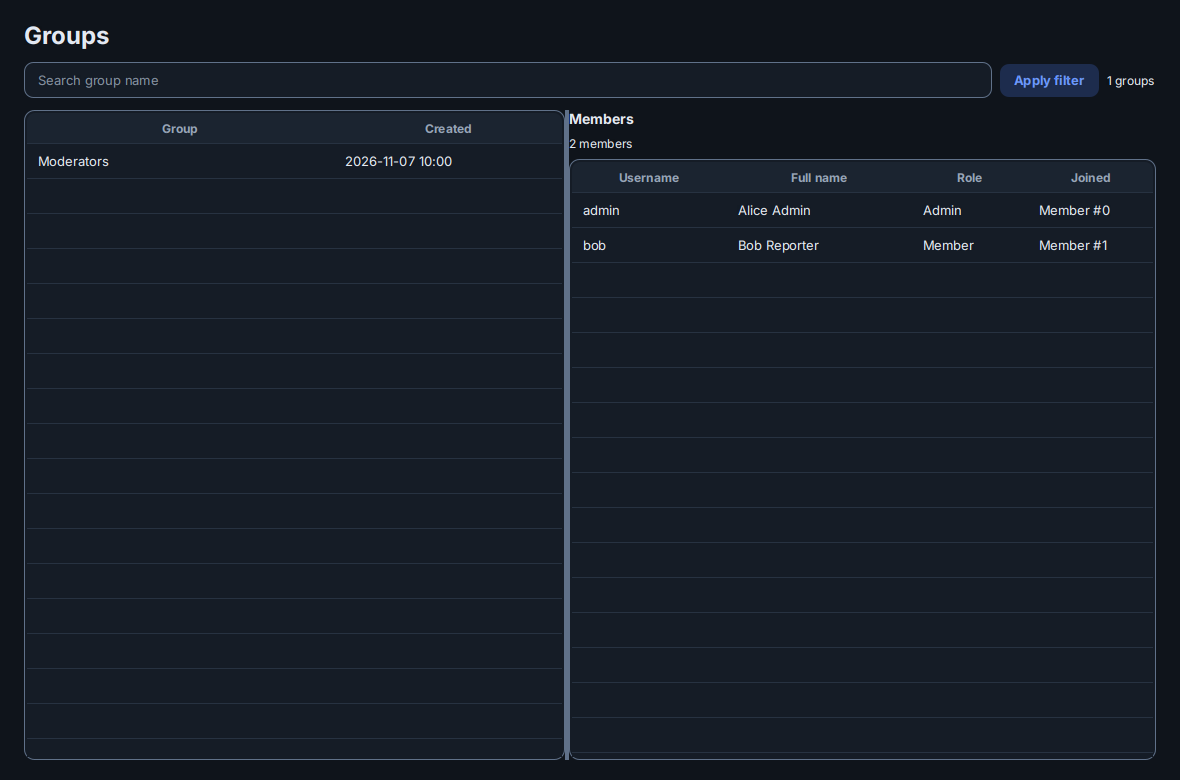 Groups
Search group name
Apply filter
1 groups
Group Created
Moderators 2026-11-07 10:00
Members
2 members
Username Full name Role Joined
admin Alice Admin Admin Member #0
bob Bob Reporter Member Member #1